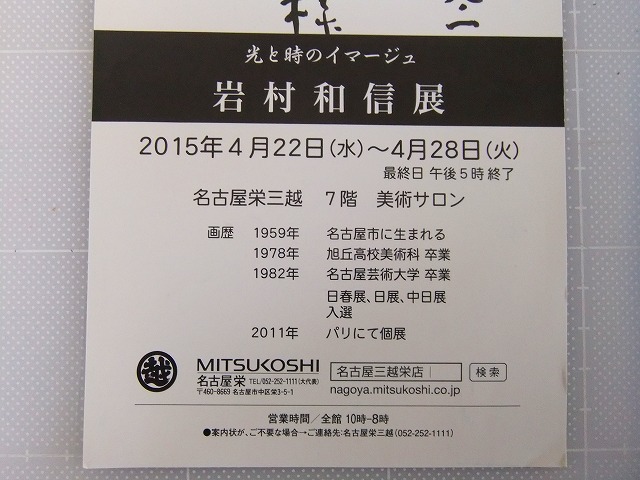 様
光と時のイマージュ
岩村和信展
2015年4月22日(水)～4月28日(火)
最終日 午後5時 終了
名古屋栄三越　7階　美術サロン
画歴　1959年　名古屋市に生まれる
1978年　旭丘高校美術科 卒業
1982年　名古屋芸術大学 卒業
日春展、日展、中日展
入選
2011年　パリにて個展
越 MITSUKOSHI
名古屋栄 TEL/052-252-1111(大代表)
〒460-8669 名古屋市中区栄3-5-1
名古屋三越栄店 検索
nagoya.mitsukoshi.co.jp
営業時間／全館 10時-8時
●案内状が、ご不要な場合→ご連絡先:名古屋栄三越(052-252-1111)